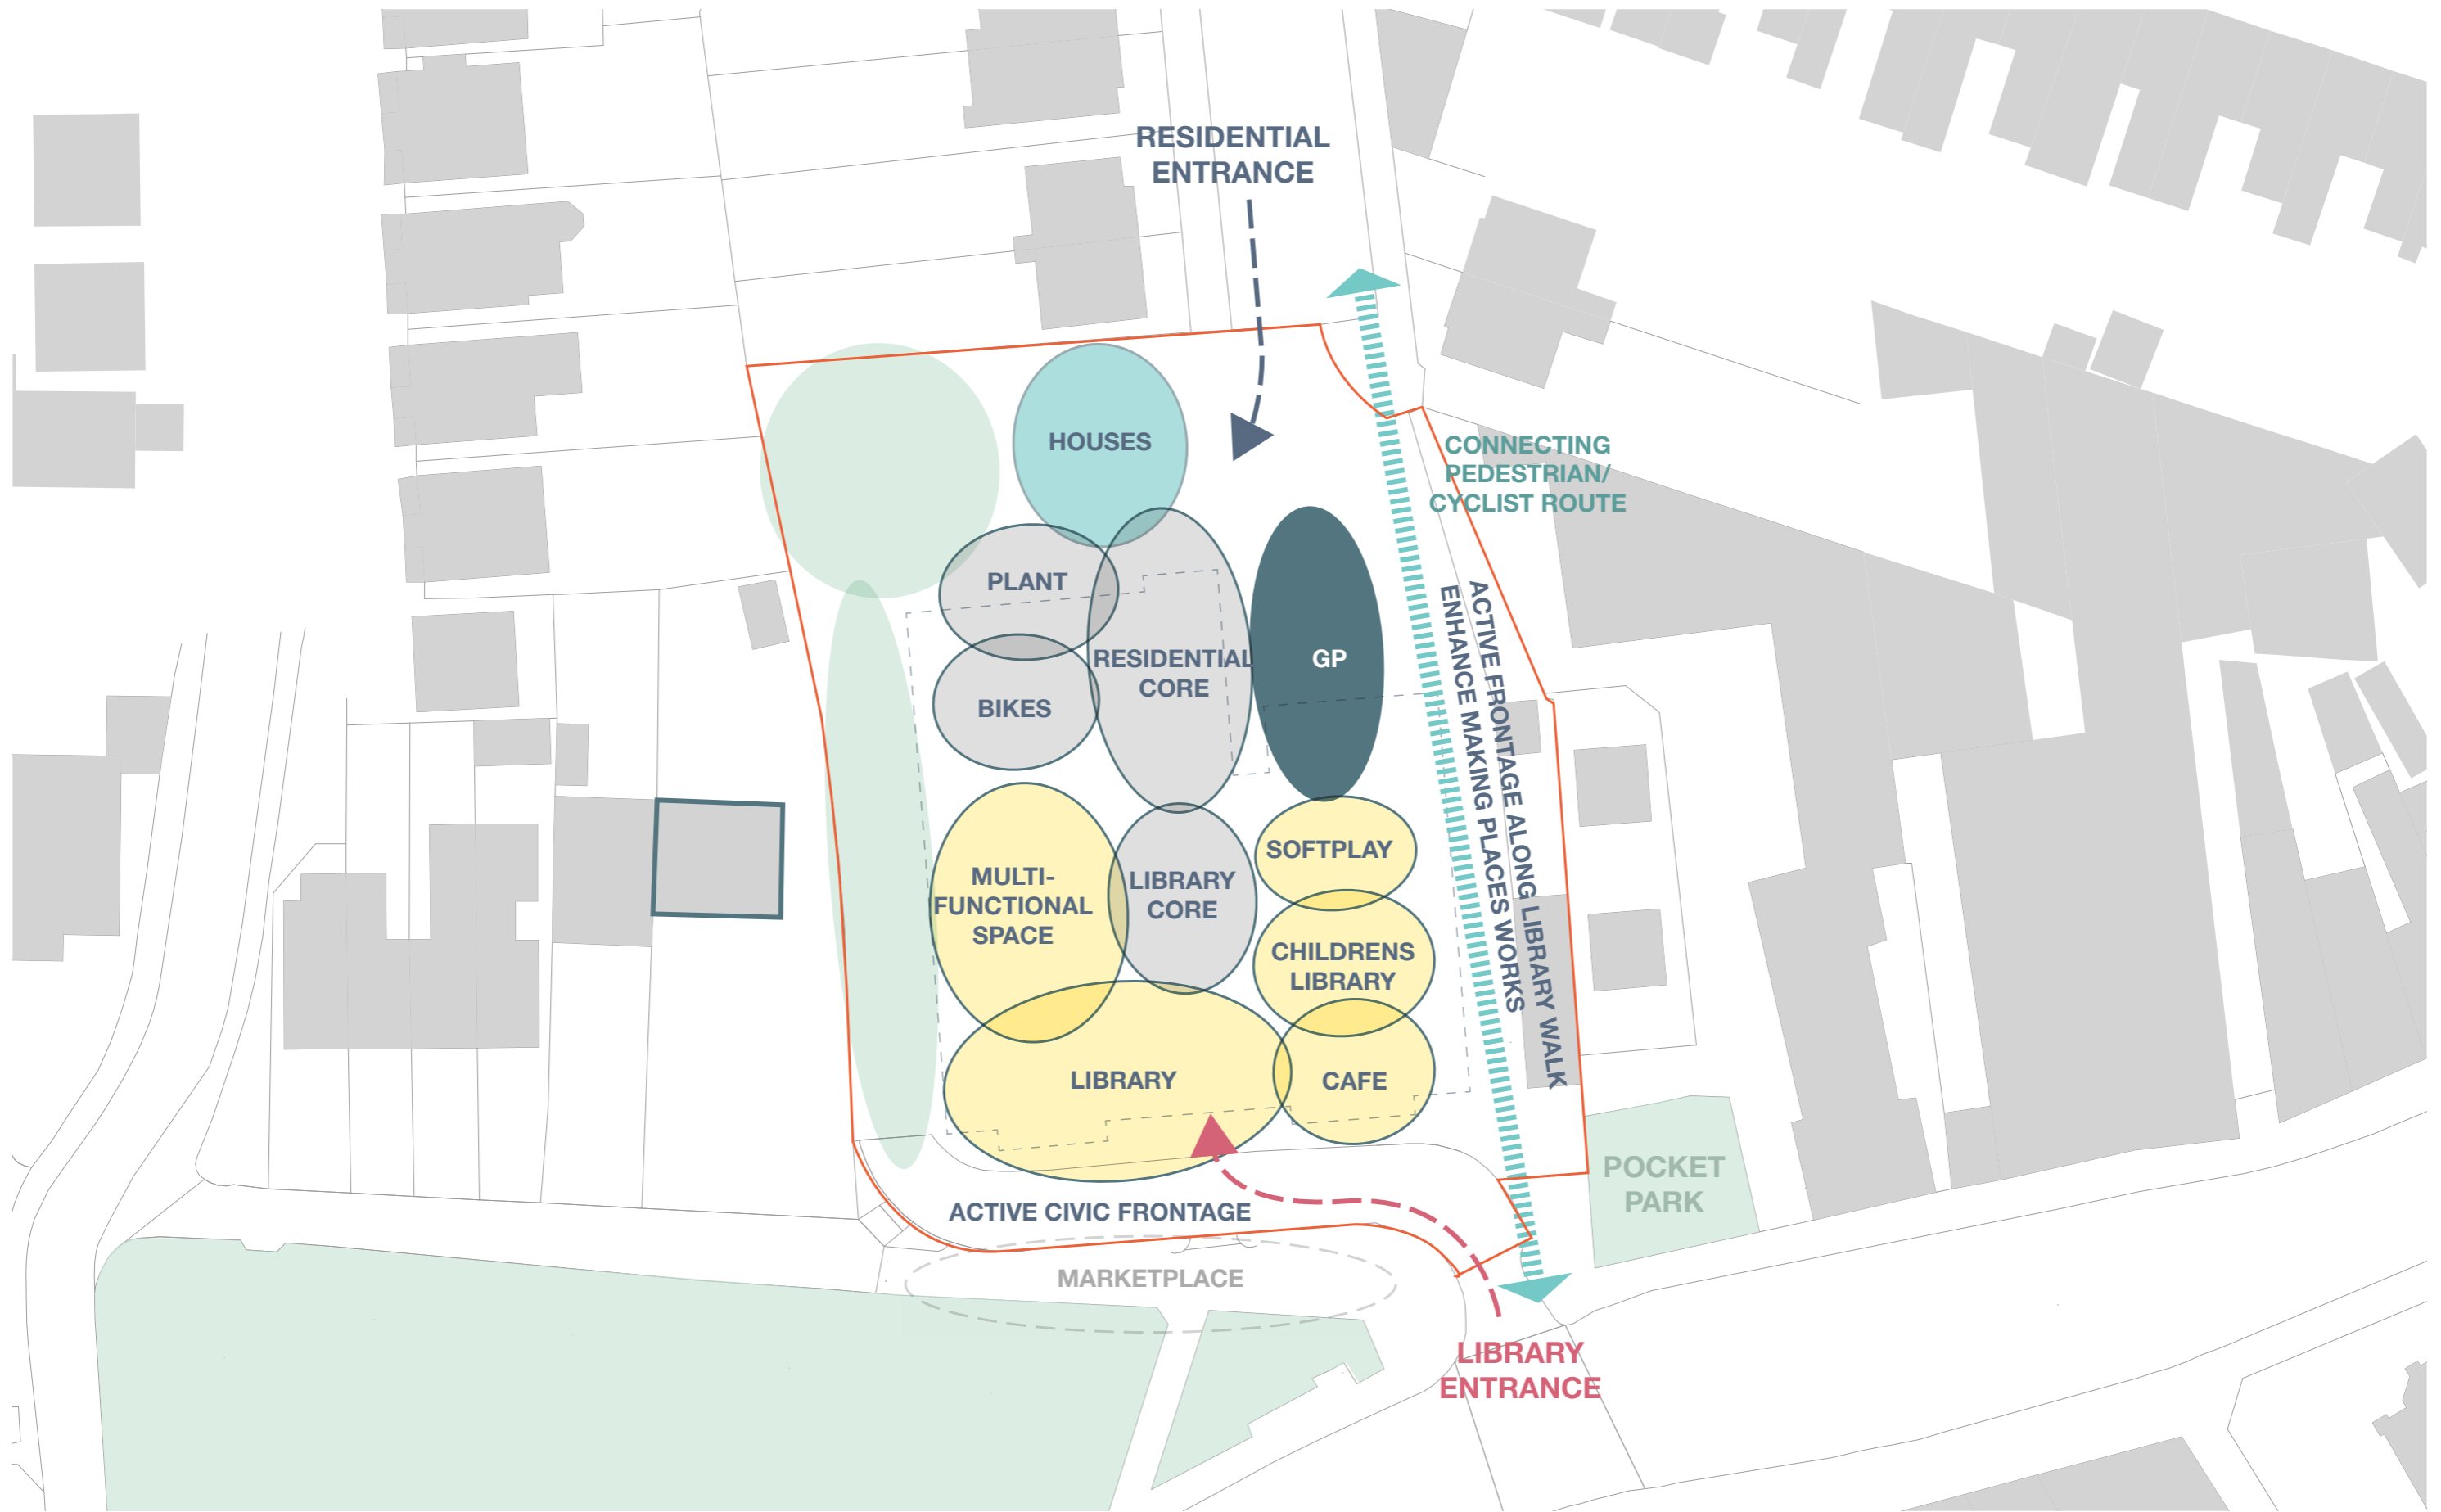 RESIDENTIAL
ENTRANCE
HOUSES
CONNECTING
PEDESTRIAN/
CYCLIST ROUTE
PLANT
RESIDENTIAL
CORE
GP
BIKES
ACTIVE FRONTAGE ALONG LIBRARY WALK
ENHANCE MAKING PLACES WORKS
SOFTPLAY
MULTI-
FUNCTIONAL
SPACE
LIBRARY
CORE
CHILDRENS
LIBRARY
LIBRARY
CAFE
POCKET
PARK
ACTIVE CIVIC FRONTAGE
MARKETPLACE
LIBRARY
ENTRANCE